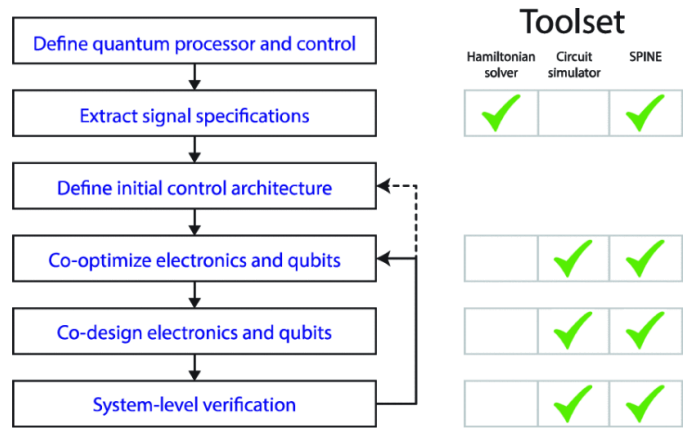 Toolset
Define quantum processor and control
Hamiltonian
solver
Circuit
simulator
SPINE
Extract signal specifications
Define initial control architecture
Co-optimize electronics and qubits
Co-design electronics and qubits
System-level verification